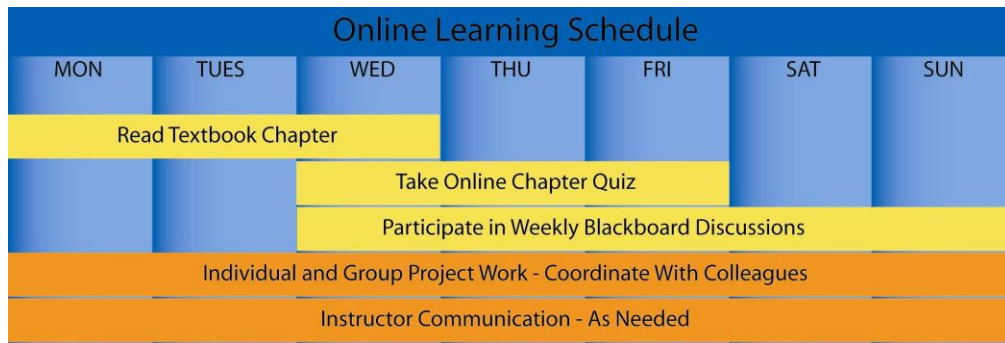 Online Learning Schedule
MON TUES WED THU FRI SAT SUN
Read Textbook Chapter
Take Online Chapter Quiz
Participate in Weekly Blackboard Discussions
Individual and Group Project Work - Coordinate With Colleagues
Instructor Communication - As Needed